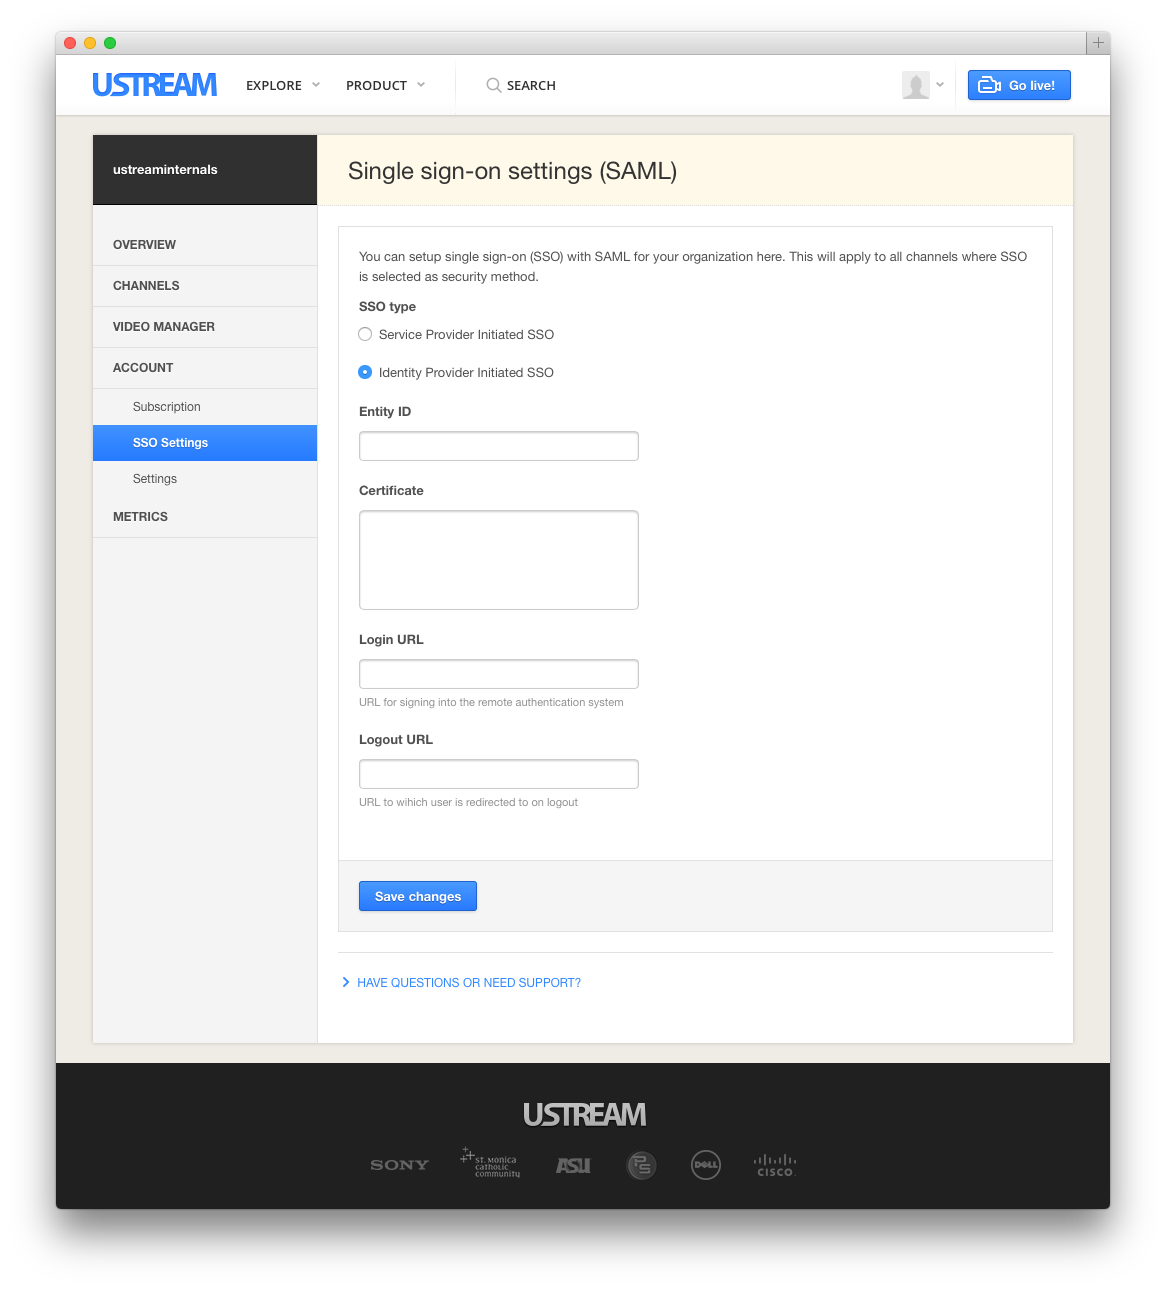 USTREAM
EXPLORE
PRODUCT
SEARCH
Go live!
ustreaminternals
Single sign-on settings (SAML)
OVERVIEW
CHANNELS
VIDEO MANAGER
ACCOUNT
Subscription
SSO Settings
Settings
METRICS
You can setup single sign-on (SSO) with SAML for your organization here. This will apply to all channels where SSO
is selected as security method.
SSO type
Service Provider Initiated SSO
Identity Provider Initiated SSO
Entity ID
Certificate
Login URL
URL for signing into the remote authentication system
Logout URL
URL to wihich user is redirected to on logout
Save changes
HAVE QUESTIONS OR NEED SUPPORT?
USTREAM
SONY
ST. MONICA
catholic
community
ASU
PS
DELL
CISCO